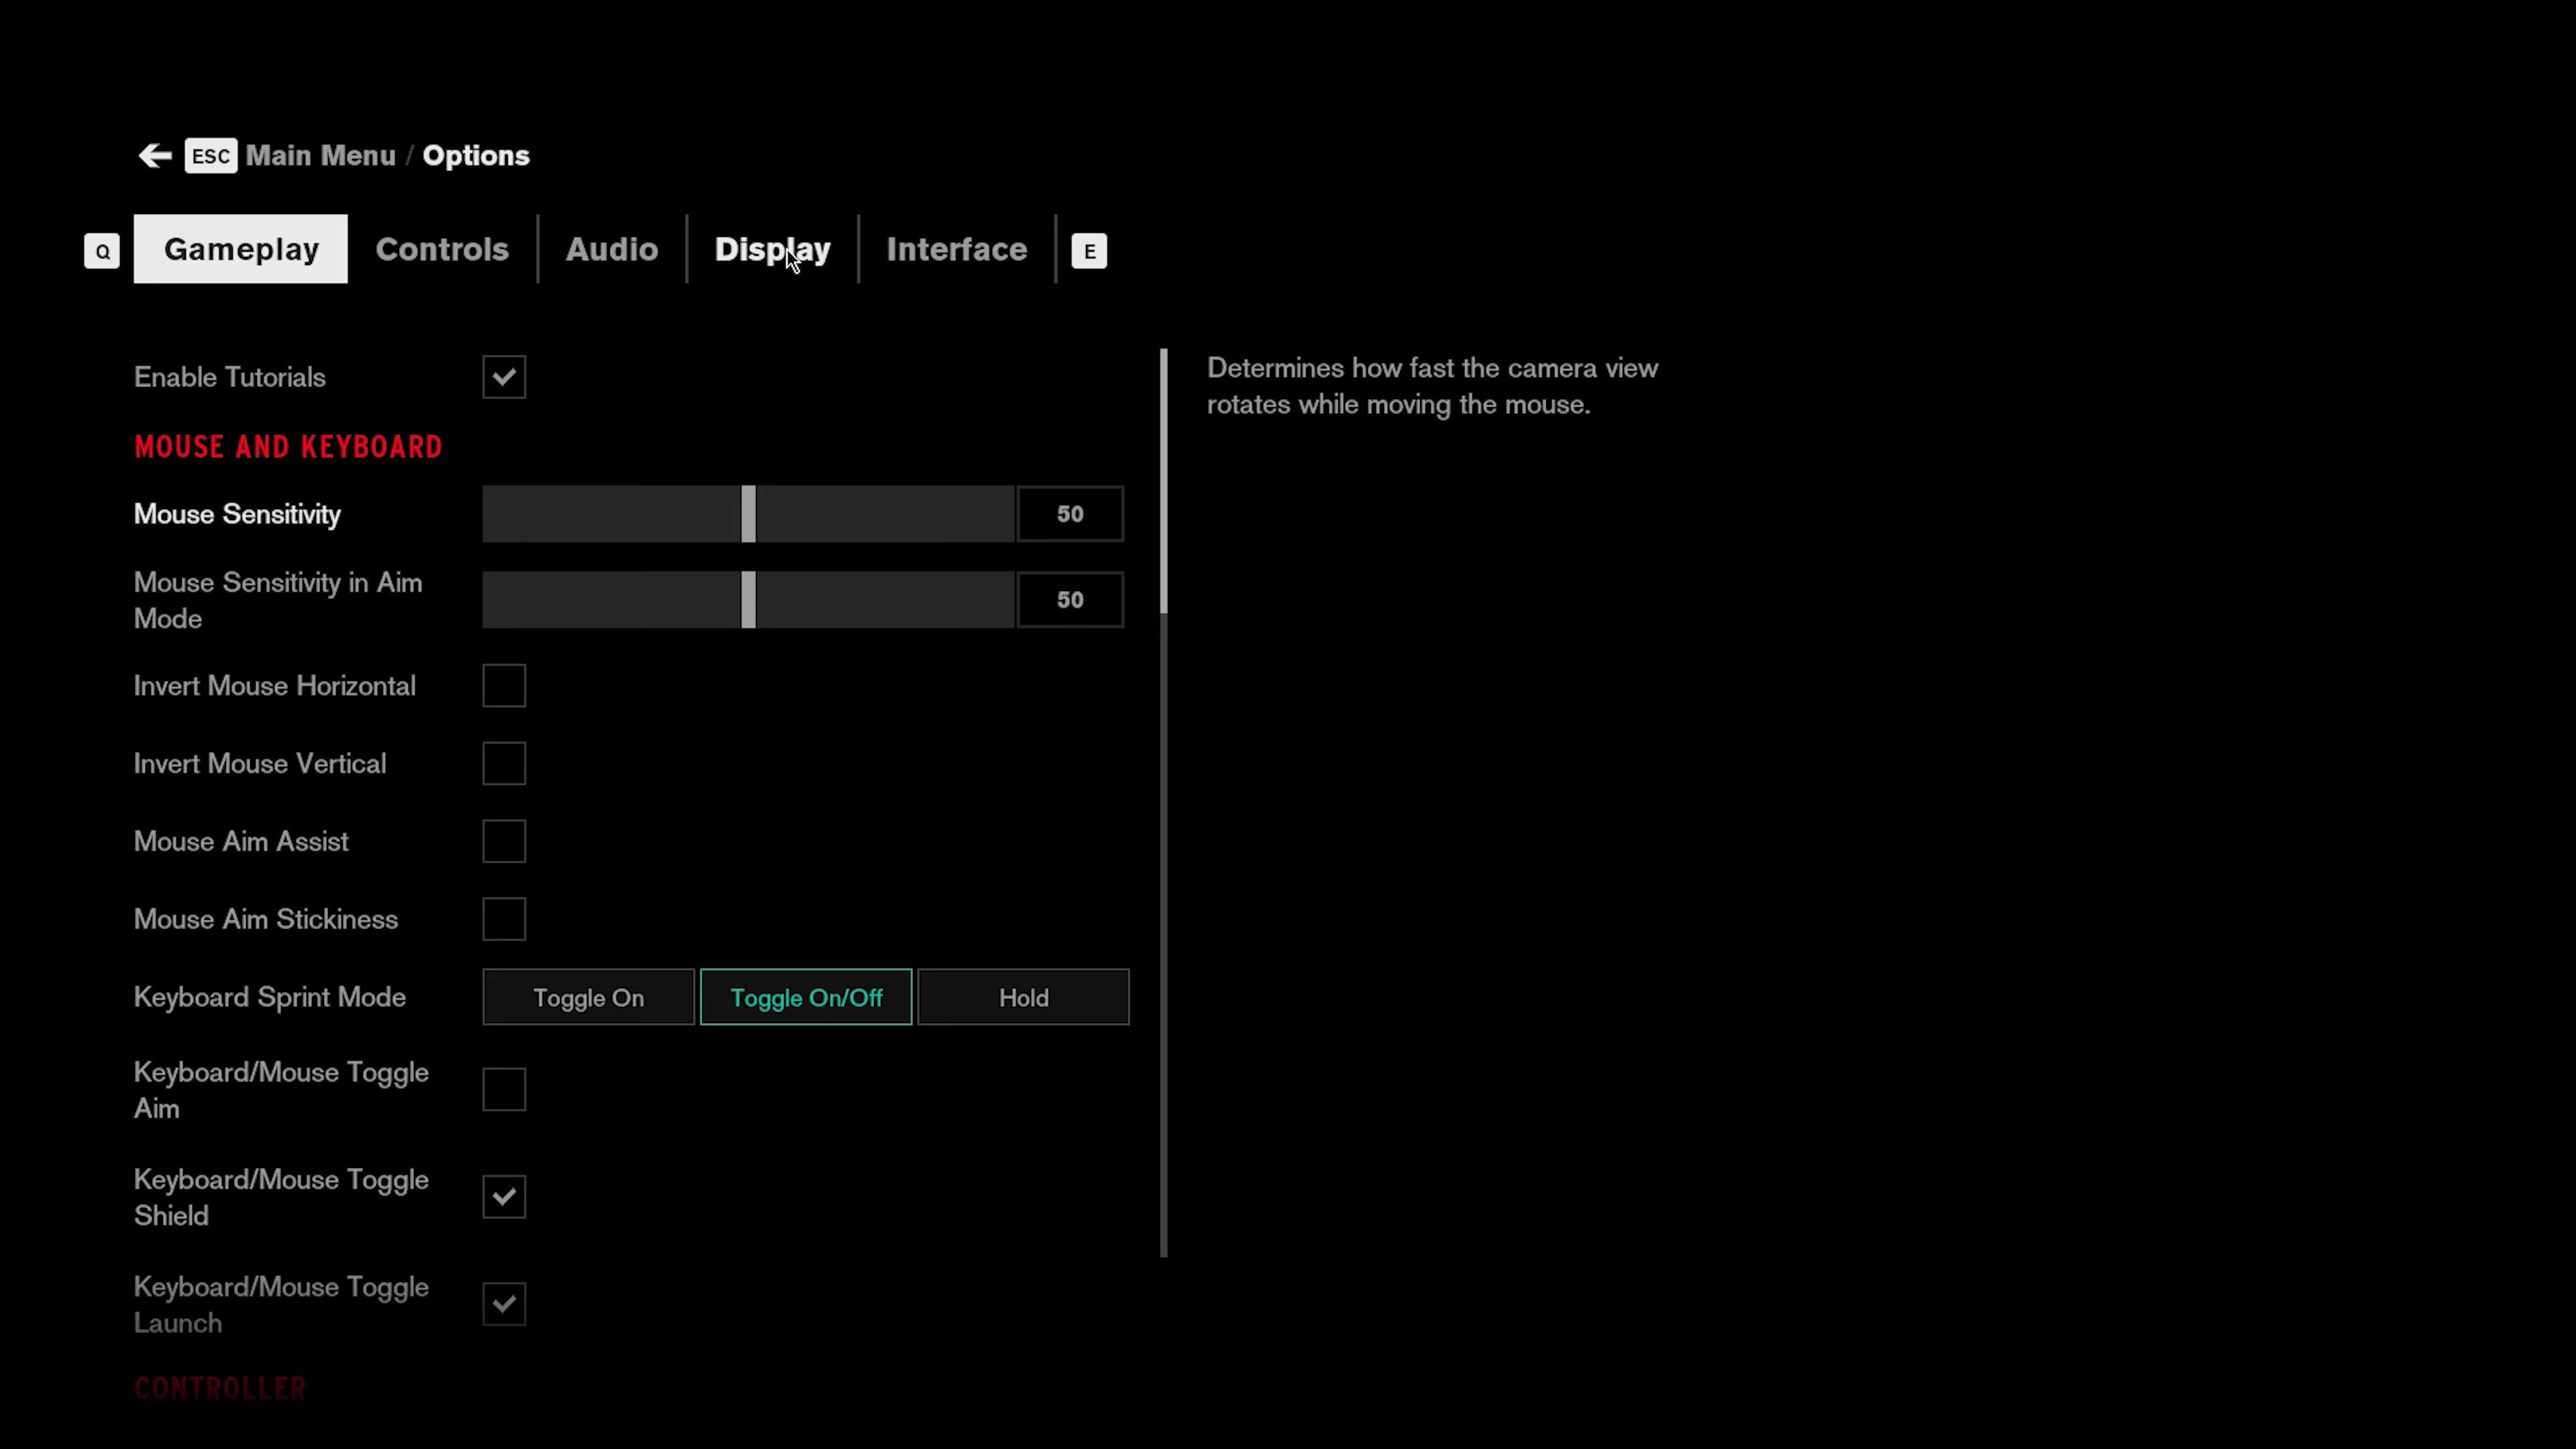 ESC Main Menu / Options
Q Gameplay Controls Audio Display Interface E
Enable Tutorials
Determines how fast the camera view
rotates while moving the mouse.
MOUSE AND KEYBOARD
Mouse Sensitivity 50
Mouse Sensitivity in Aim
Mode
50
Invert Mouse Horizontal
Invert Mouse Vertical
Mouse Aim Assist
Mouse Aim Stickiness
Keyboard Sprint Mode Toggle On Toggle On/Off Hold
Keyboard/Mouse Toggle
Aim
Keyboard/Mouse Toggle
Shield
Keyboard/Mouse Toggle
Launch
CONTROLLER